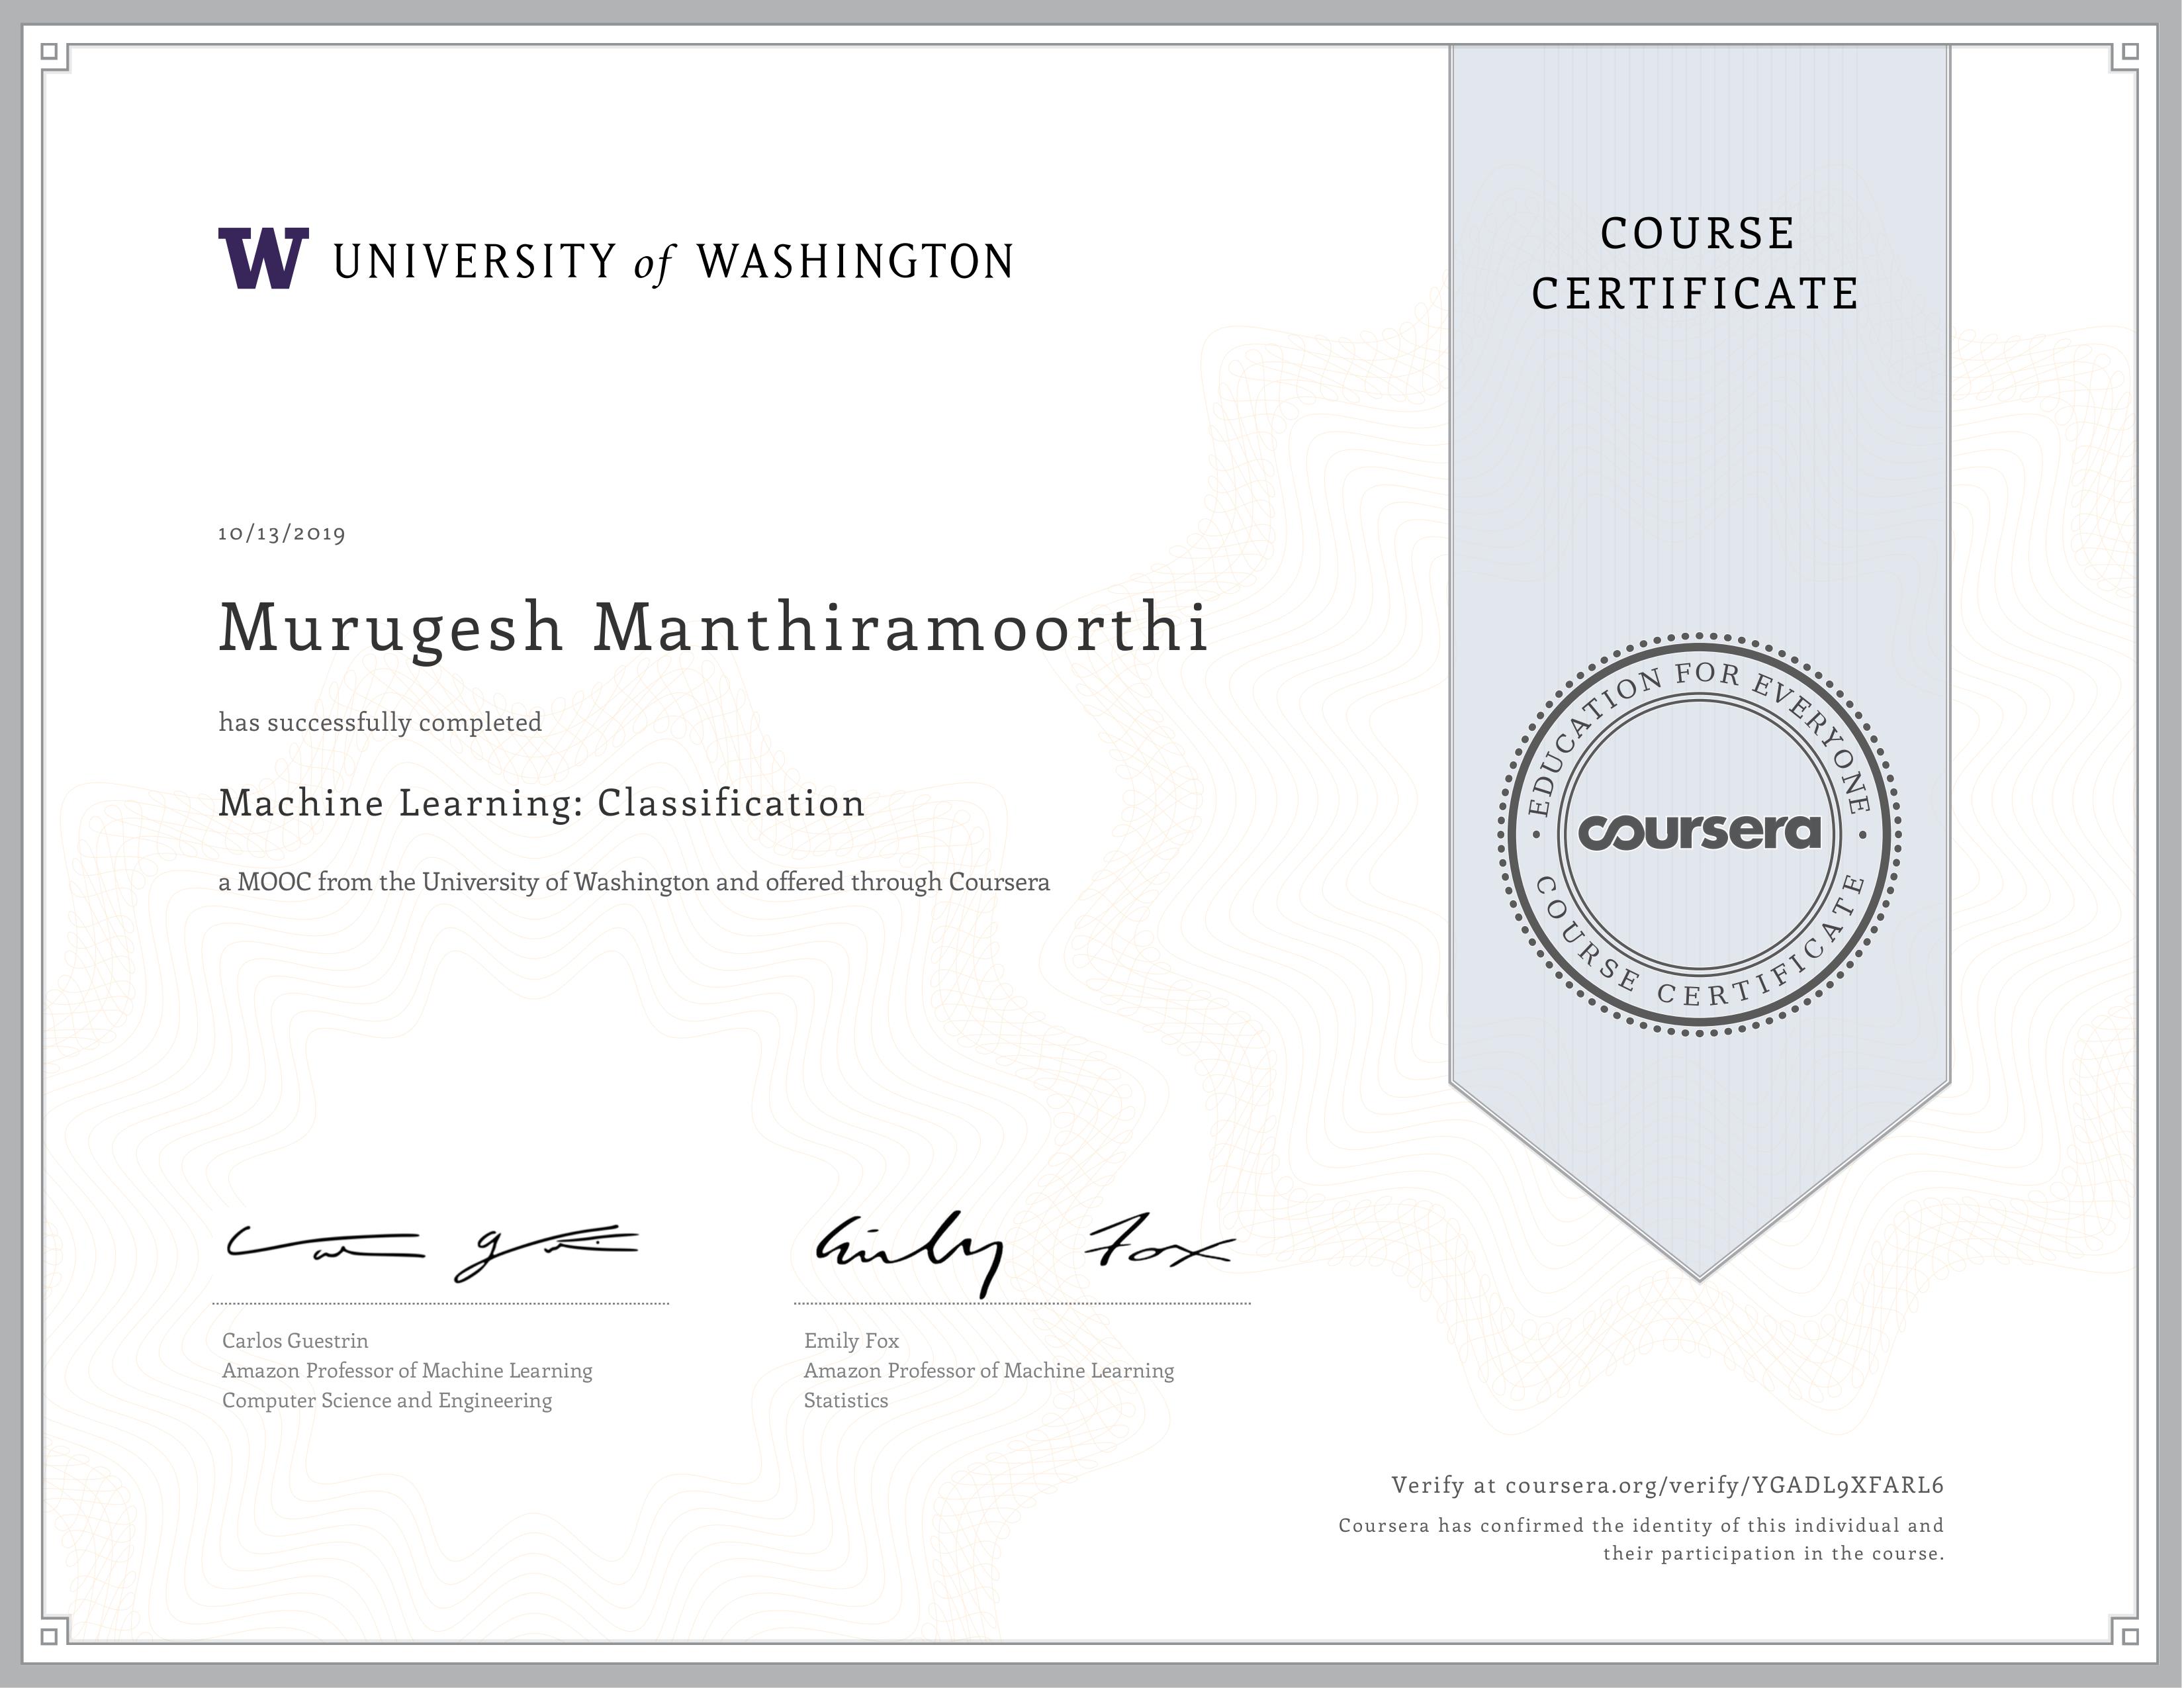 W UNIVERSITY of WASHINGTON
COURSE
CERTIFICATE
10/13/2019
Murugesh Manthiramoorthi
has successfully completed
Machine Learning: Classification
a MOOC from the University of Washington and offered through Coursera
EDUCATION FOR EVERYONE
coursera
COURSE CERTIFICATE
Carlos Guestrin
Amazon Professor of Machine Learning
Computer Science and Engineering
Emily Fox
Emily Fox
Amazon Professor of Machine Learning
Statistics
Verify at coursera.org/verify/YGADL9XFARL6
Coursera has confirmed the identity of this individual and
their participation in the course.